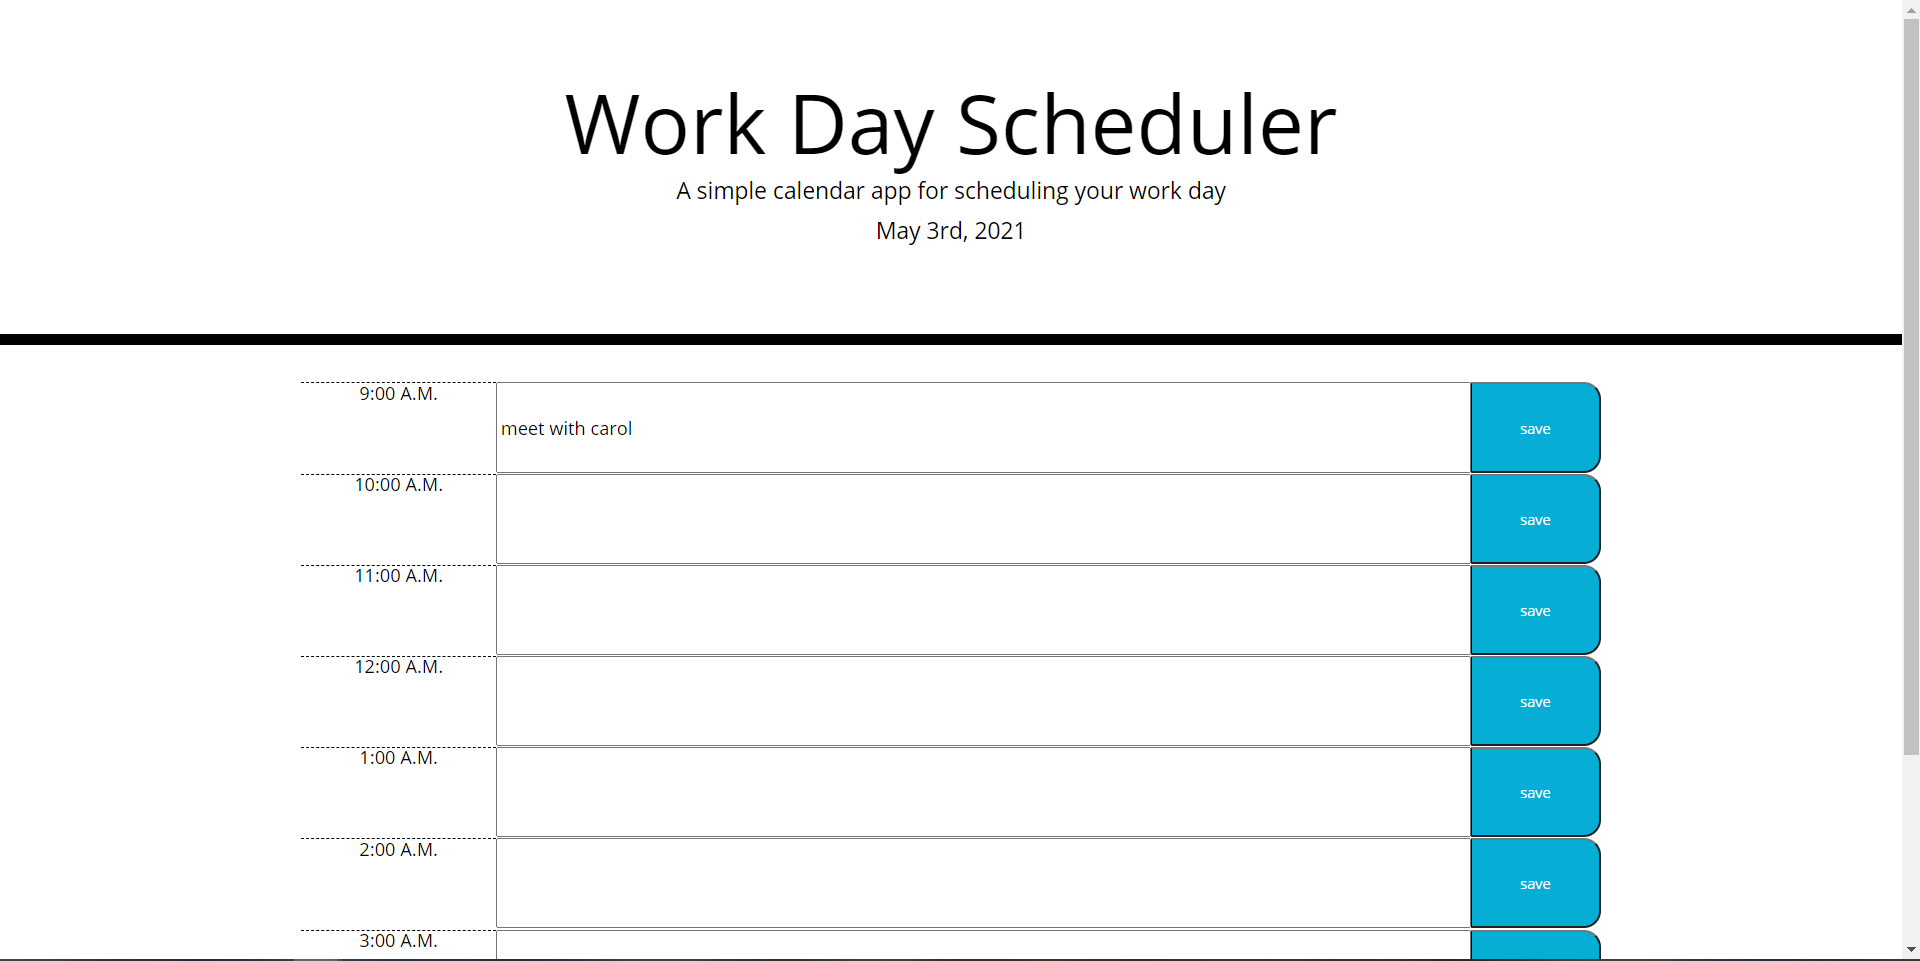 Work Day Scheduler
A simple calendar app for scheduling your work day
May 3rd, 2021
9:00 A.M.
meet with carol
save
10:00 A.M.
save
11:00 A.M.
save
12:00 A.M.
save
1:00 A.M.
save
2:00 A.M.
save
3:00 A.M.